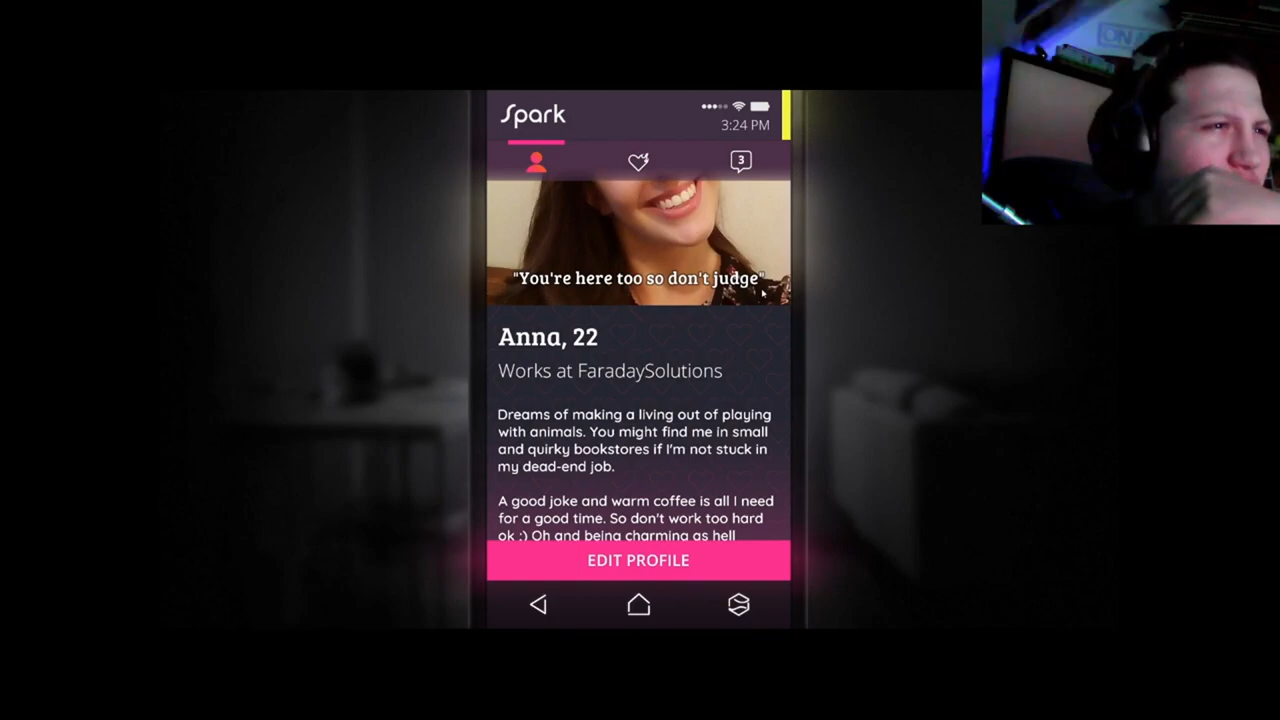 Spark
3:24 PM
3
"You're here too so don't judge"
Anna, 22
Works at FaradaySolutions
Dreams of making a living out of playing
with animals. You might find me in small
and quirky bookstores if I'm not stuck in
my dead-end job.
A good joke and warm coffee is all I need
for a good time. So don't work too hard
ok :) Oh and being charming as hell
EDIT PROFILE